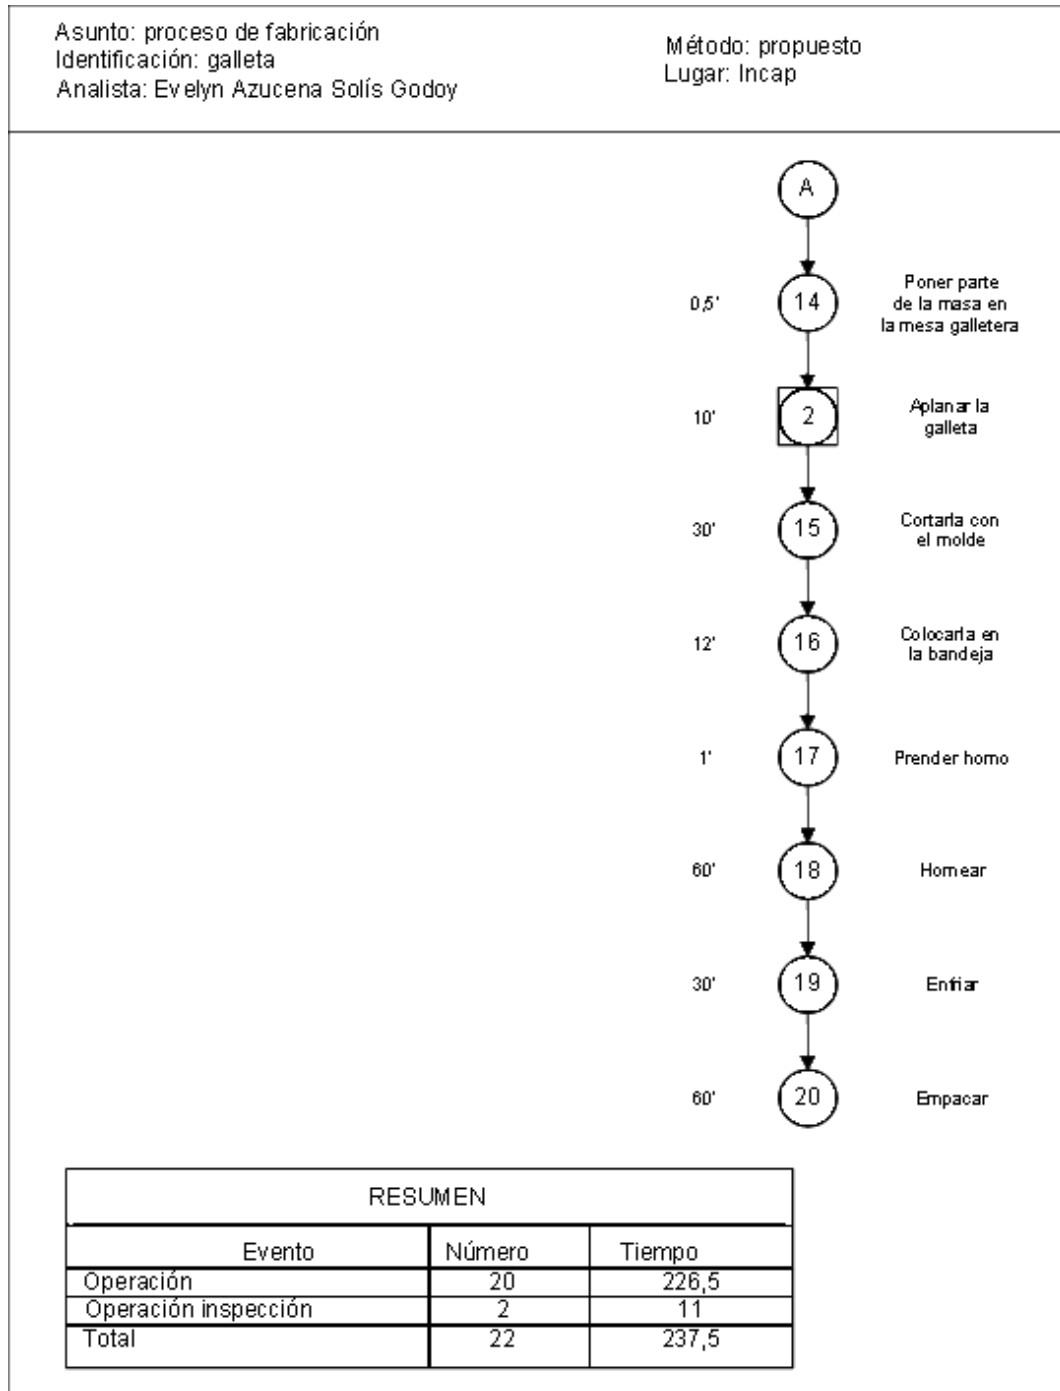 Asunto: proceso de fabricación
Identificación: galleta
Analista: Evelyn Azucena Solís Godoy
Método: propuesto
Lugar: Incap
A
0,5' 14 Poner parte
de la masa en
la mesa galletera
10' 2 Aplanar la
galleta
30' 15 Cortarla con
el molde
12' 16 Colocarla en
la bandeja
1' 17 Prender horno
60' 18 Hornear
30' 19 Enfriar
60' 20 Empacar
RESUMEN
Evento Número Tiempo
Operación 20 226,5
Operación inspección 2 11
Total 22 237,5